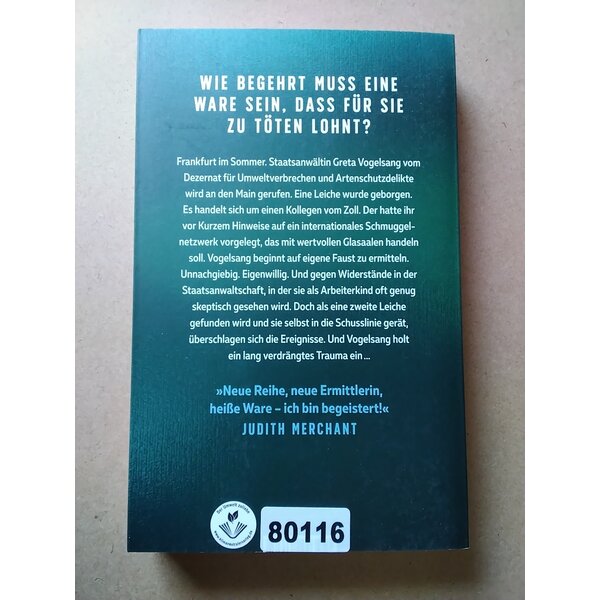 WIE BEGEHRT MUSS EINE
WARE SEIN, DASS FÜR SIE
ZU TÖTEN LOHNT?
Frankfurt im Sommer. Staatsanwältin Greta Vogelsang vom
Dezernat für Umweltverbrechen und Artenschutzdelikte
wird an den Main gerufen. Eine Leiche wurde geborgen.
Es handelt sich um einen Kollegen vom Zoll. Der hatte ihr
vor Kurzem Hinweise auf ein internationales Schmuggel-
netzwerk vorgelegt, das mit wertvollen Glasaalen handeln
soll. Vogelsang beginnt auf eigene Faust zu ermitteln.
Unnachgiebig. Eigenwillig. Und gegen Widerstände in der
Staatsanwaltschaft, in der sie als Arbeiterkind oft genug
skeptisch gesehen wird. Doch als eine zweite Leiche
gefunden wird und sie selbst in die Schusslinie gerät,
überschlagen sich die Ereignisse. Und Vogelsang holt
ein lang verdrängtes Trauma ein ...
»Neue Reihe, neue Ermittlerin,
heiße Ware – ich bin begeistert!«
JUDITH MERCHANT
Der Umwelt zuliebe
80116